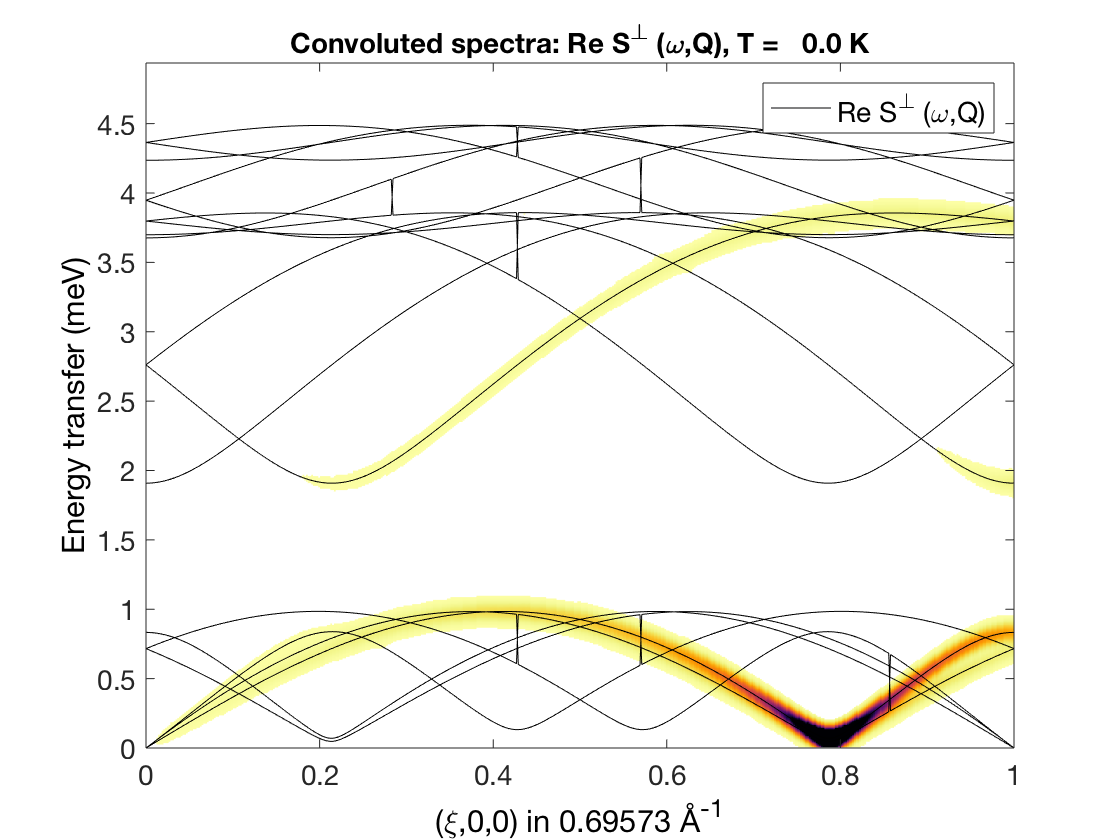 Convoluted spectra: Re S⊥ (ω,Q), T = 0.0 K
Re S⊥ (ω,Q)
4.5
4
3.5
3
2.5
2
1.5
1
0.5
0
Energy transfer (meV)
0 0.2 0.4 0.6 0.8 1
(ξ,0,0) in 0.69573 Å-1